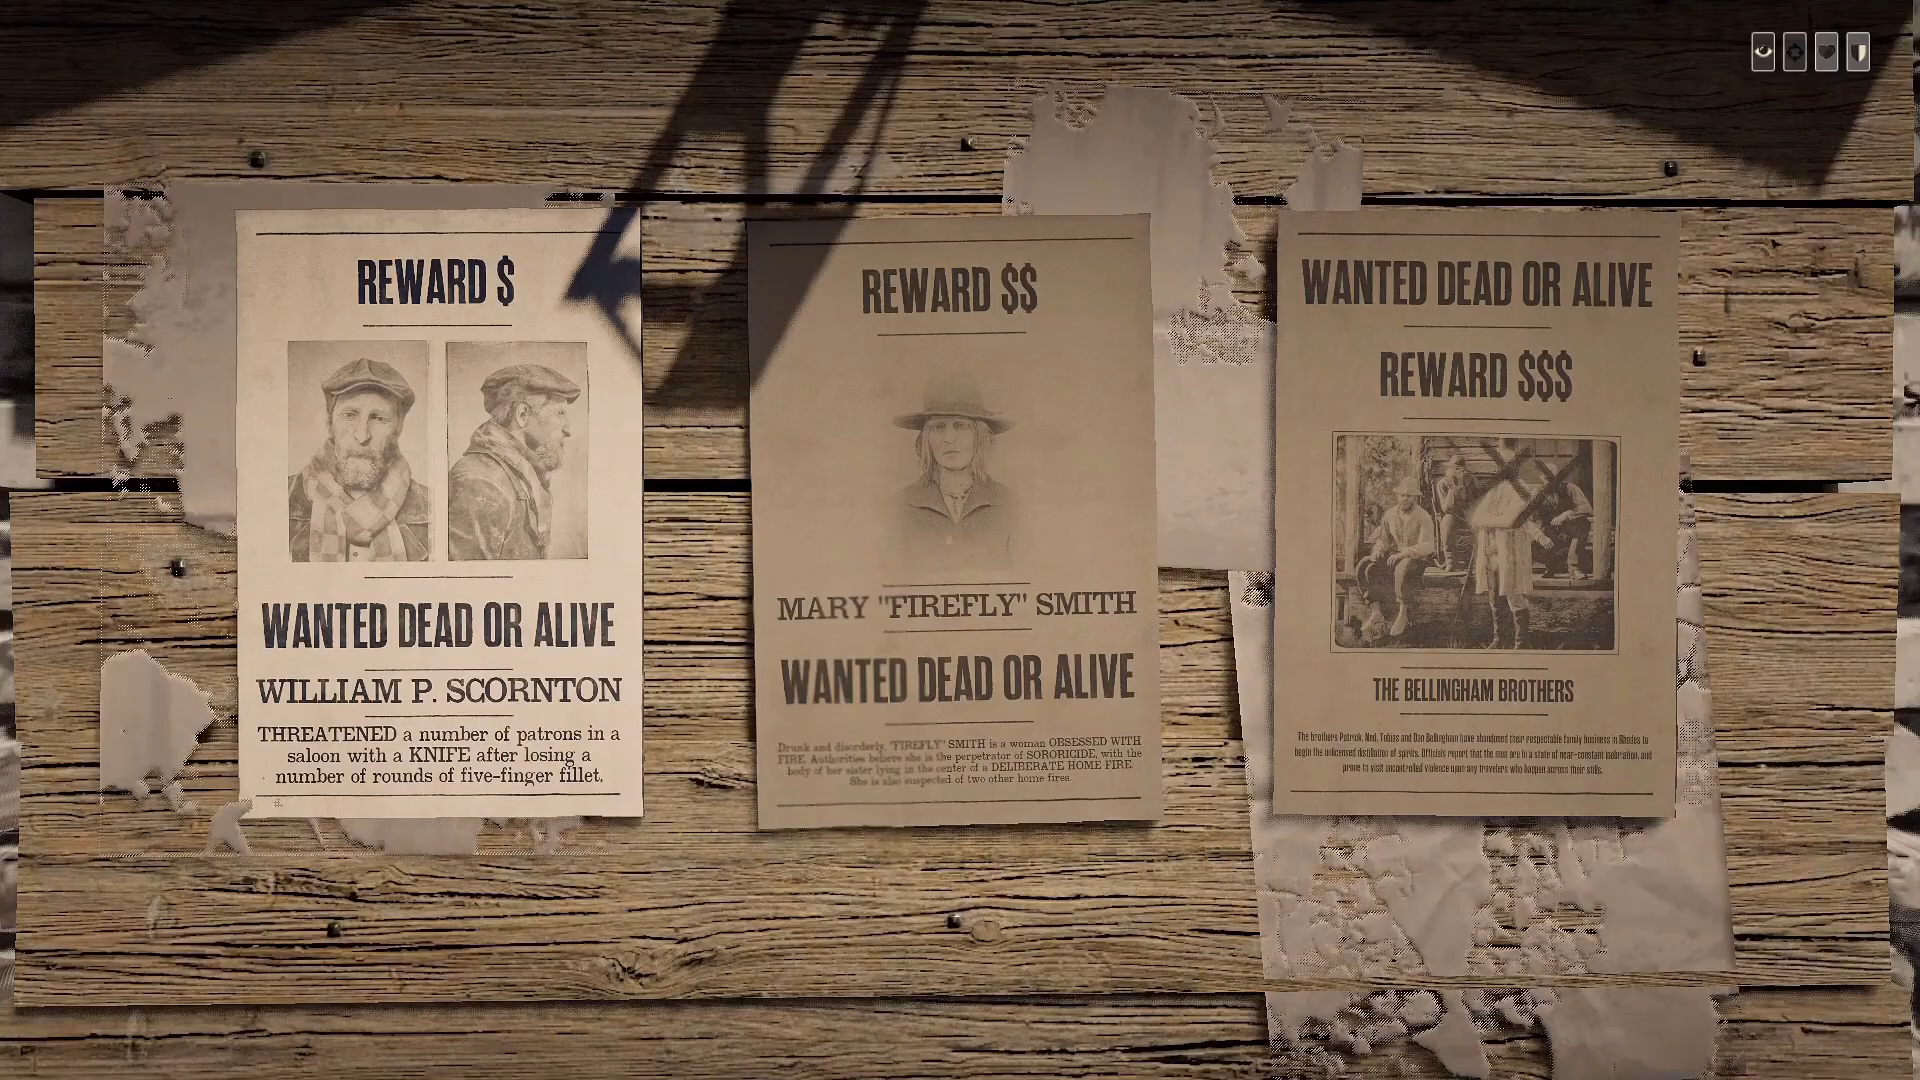 REWARD $
WANTED DEAD OR ALIVE
WILLIAM P. SCORNTON
THREATENED a number of patrons in a
saloon with a KNIFE after losing a
number of rounds of five-finger fillet.
REWARD $$
MARY "FIREFLY" SMITH
WANTED DEAD OR ALIVE
Drunk and disorderly, "FIREFLY" SMITH is a woman OBSESSED WITH
FIRE. Authorities believe she is the perpetrator of SORORICIDE, with the
body of her sister lying in the center of a DELIBERATE HOME FIRE.
She is also suspected of two other home fires.
WANTED DEAD OR ALIVE
REWARD $$$
THE BELLINGHAM BROTHERS
The brothers Patrick, Ned, Tobias and Dan Bellingham have abandoned their respectable family business in Rhodes to
begin the unlicensed distillation of spirits. Officials report that the men are in a state of near-constant inebriation, and
prone to visit uncontrolled violence upon any travelers who happen across their stills.